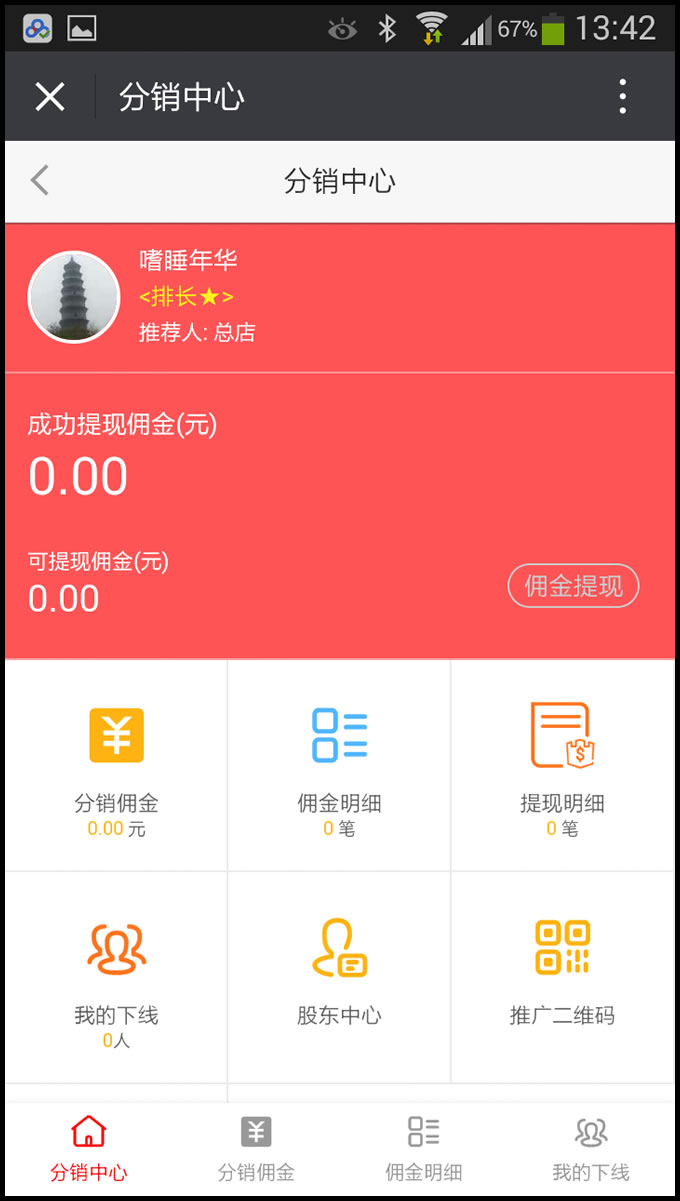 67% 13:42
分销中心
分销中心
嗜睡年华
<排长★>
推荐人: 总店
成功提现佣金(元)
0.00
可提现佣金(元)
0.00
佣金提现
分销佣金
0.00 元
佣金明细
0 笔
提现明细
0 笔
我的下线
0人
股东中心
推广二维码
分销中心
分销佣金
佣金明细
我的下线